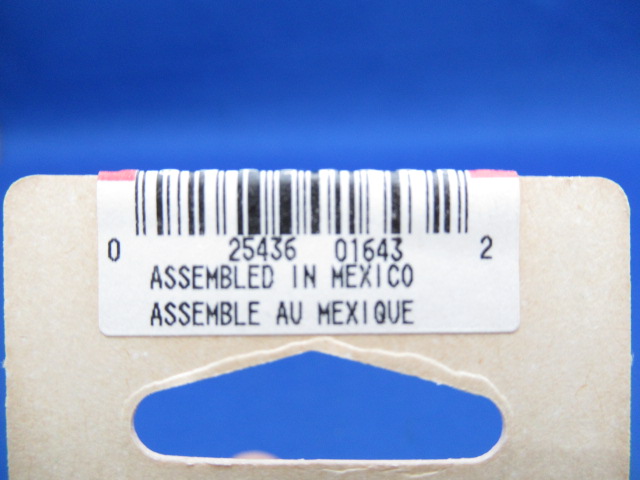 0 25436 01643 2
ASSEMBLED IN MEXICO
ASSEMBLE AU MEXIQUE